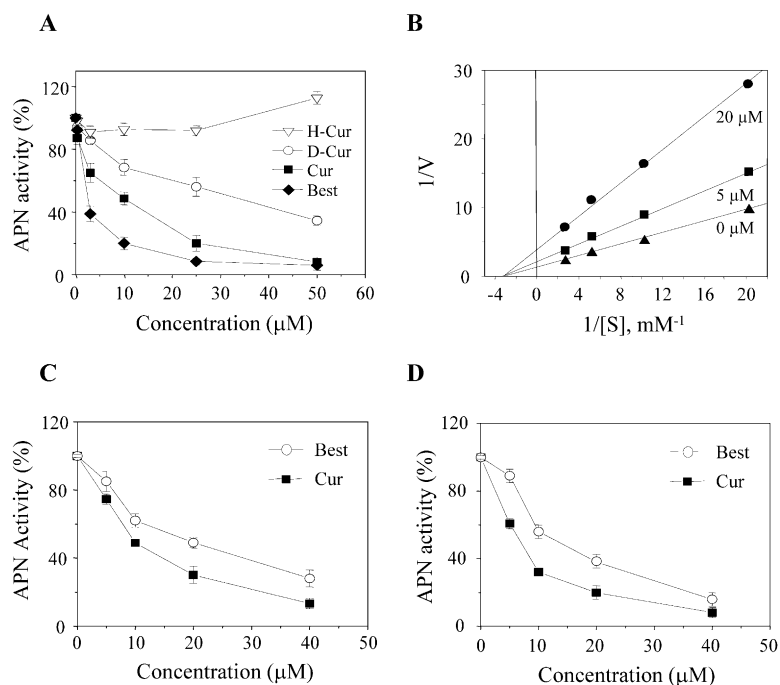 A
APN activity (%)
120
80
40
0
0 10 20 30 40 50 60
Concentration (μM)
H-Cur
D-Cur
Cur
Best
B
1/V
30
20
10
0
-4 0 4 8 12 16 20
1/[S], mM-1
20 μM
5 μM
0 μM
C
APN Activity (%)
120
80
40
0
0 10 20 30 40 50
Concentration (μM)
Best
Cur
D
APN activity (%)
120
80
40
0
0 10 20 30 40 50
Concentration (μM)
Best
Cur